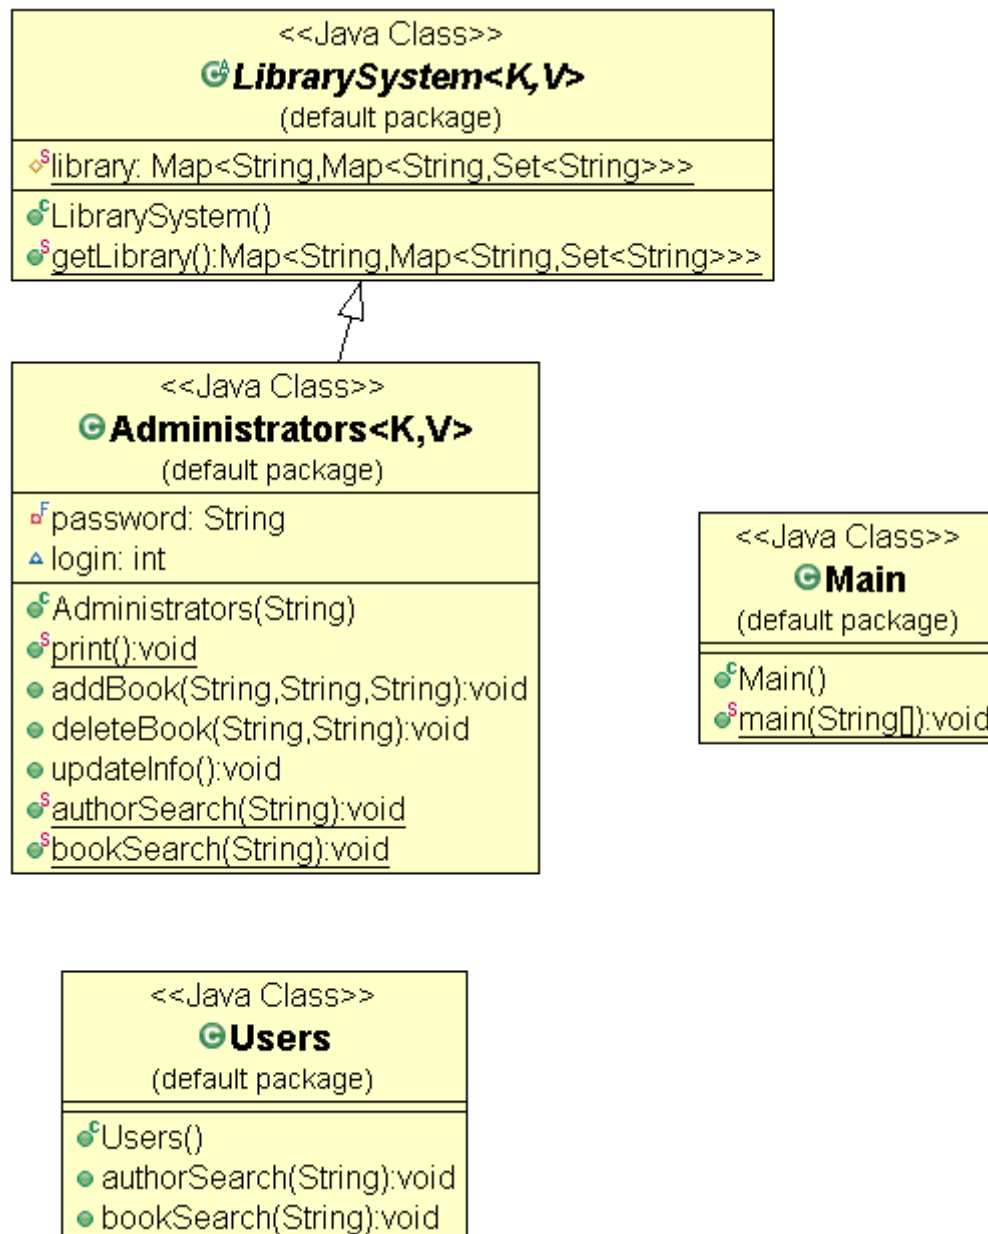 <<Java Class>>
LibrarySystem<K,V>
(default package)
library: Map<String,Map<String,Set<String>>>
LibrarySystem()
getLibrary():Map<String,Map<String,Set<String>>>
<<Java Class>>
Administrators<K,V>
(default package)
password: String
login: int
Administrators(String)
print():void
addBook(String,String,String):void
deleteBook(String,String):void
updateInfo():void
authorSearch(String):void
bookSearch(String):void
<<Java Class>>
Main
(default package)
Main()
main(String[]):void
<<Java Class>>
Users
(default package)
Users()
authorSearch(String):void
bookSearch(String):void